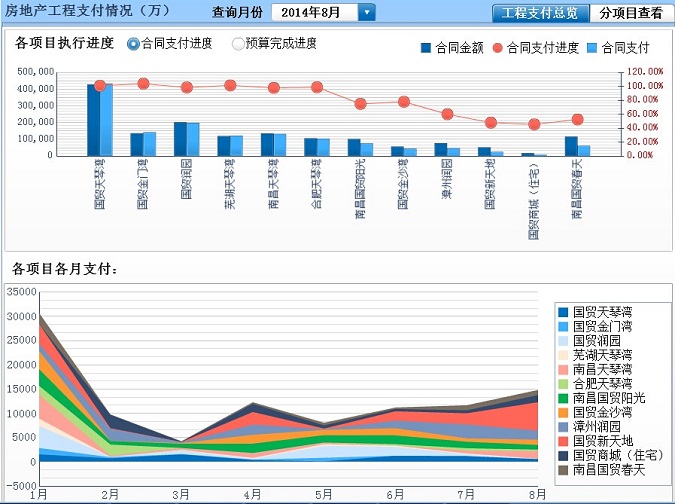 房地产工程支付情况（万） 查询月份 2014年8月 工程支付总览 分项目查看
各项目执行进度 合同支付进度 预算完成进度 合同金额 合同支付进度 合同支付
500,000 120.00%
400,000 100.00%
300,000 80.00%
200,000 60.00%
100,000 40.00%
0 20.00%
0.00%
国贸天琴湾 国贸金门湾 国贸润园 芜湖天琴湾 南昌天琴湾 合肥天琴湾 南昌国贸阳光 国贸金沙湾 漳州润园 国贸新天地 国贸商城（住宅） 南昌国贸春天
各项目各月支付：
35000
30000
25000
20000
15000
10000
5000
0
-5000
1月 2月 3月 4月 5月 6月 7月 8月
国贸天琴湾
国贸金门湾
国贸润园
芜湖天琴湾
南昌天琴湾
合肥天琴湾
南昌国贸阳光
国贸金沙湾
漳州润园
国贸新天地
国贸商城（住宅）
南昌国贸春天